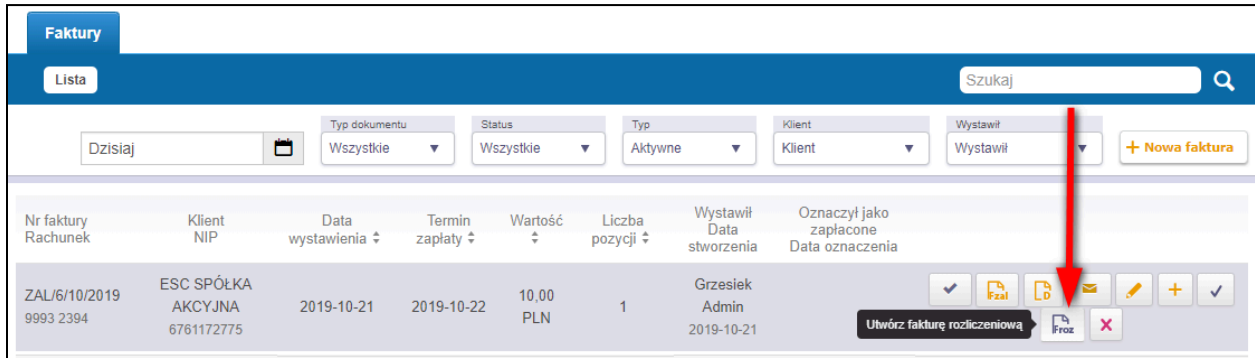 Faktury
Lista
Szukaj
Typ dokumentu
Status
Typ
Klient
Wystawił
Dzisiaj
Wszystkie
Wszystkie
Aktywne
Klient
Wystawił
+ Nowa faktura
Nr faktury
Rachunek
Klient
NIP
Data
wystawienia
Termin
zapłaty
Wartość
Liczba
pozycji
Wystawił
Data
stworzenia
Oznaczył jako
zapłacone
Data oznaczenia
ZAL/6/10/2019
9993 2394
ESC SPÓŁKA
AKCYJNA
6761172775
2019-10-21
2019-10-22
10,00
PLN
1
Grzesiek
Admin
2019-10-21
Fzal
D
Utwórz fakturę rozliczeniową
Froz